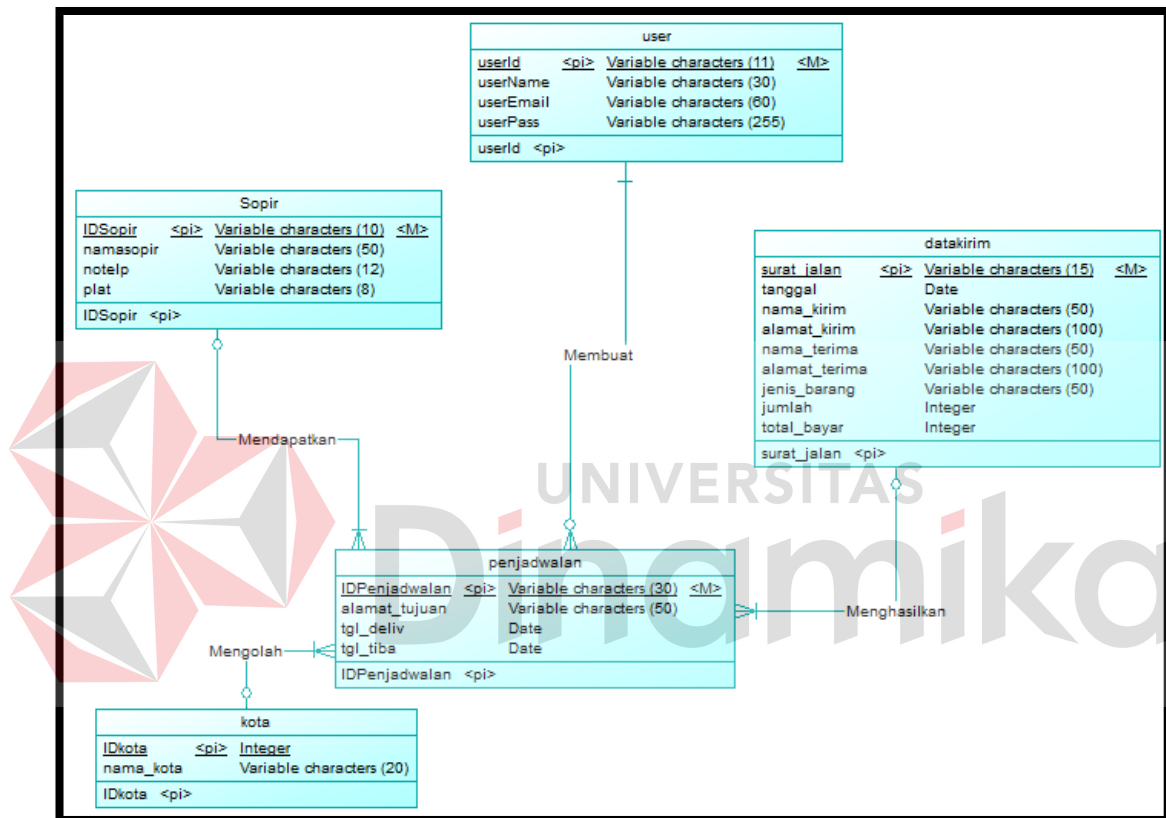 user
userId <pi> Variable characters (11) <M>
userName Variable characters (30)
userEmail Variable characters (60)
userPass Variable characters (255)
userId <pi>
Sopir
IDSopir <pi> Variable characters (10) <M>
namasopir Variable characters (50)
notelp Variable characters (12)
plat Variable characters (8)
IDSopir <pi>
datakirim
surat_jalan <pi> Variable characters (15) <M>
tanggal Date
nama_kirim Variable characters (50)
alamat_kirim Variable characters (100)
nama_terima Variable characters (50)
alamat_terima Variable characters (100)
jenis_barang Variable characters (50)
jumlah Integer
total_bayar Integer
surat_jalan <pi>
Membuat
Mendapatkan
UNIVERSITAS
Dinamika
penjadwalan
IDPenjadwalan <pi> Variable characters (30) <M>
alamat_tujuan Variable characters (50)
tgl_deliv Date
tgl_tiba Date
IDPenjadwalan <pi>
Menghasilkan
Mengolah
kota
IDkota <pi> Integer
nama_kota Variable characters (20)
IDkota <pi>